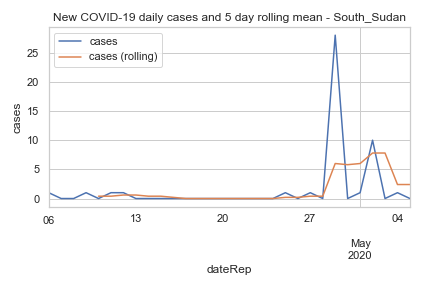 New COVID-19 daily cases and 5 day rolling mean - South_Sudan
cases
cases (rolling)
25
20
15
10
5
0
cases
06
13
20
27
04
May
2020
dateRep